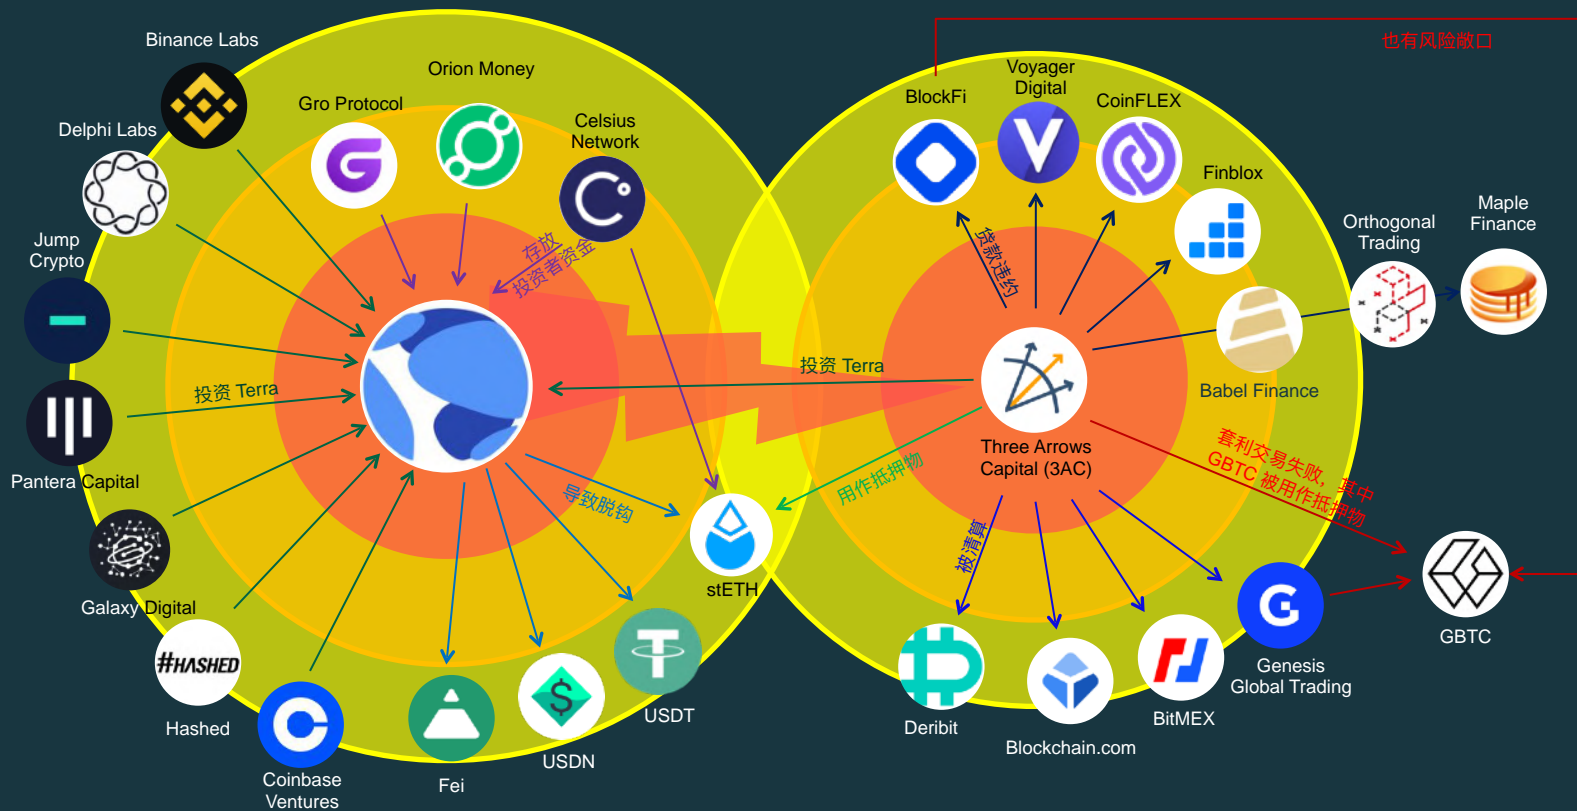 Binance Labs
Delphi Labs
Jump
Crypto
Pantera Capital
Galaxy Digital
#HASHED
Hashed
Coinbase
Ventures
Gro Protocol
Orion Money
Celsius
Network
存放
投资者资金
投资 Terra
导致脱钩
Fei
USDN
USDT
stETH
投资 Terra
用作抵押物
也有风险敞口
BlockFi
Voyager
Digital
CoinFLEX
Finblox
贷款违约
Babel Finance
Orthogonal
Trading
Maple
Finance
Three Arrows
Capital (3AC)
套利交易失败，其中
GBTC 被用作抵押物
被清算
Deribit
Blockchain.com
BitMEX
Genesis
Global Trading
GBTC